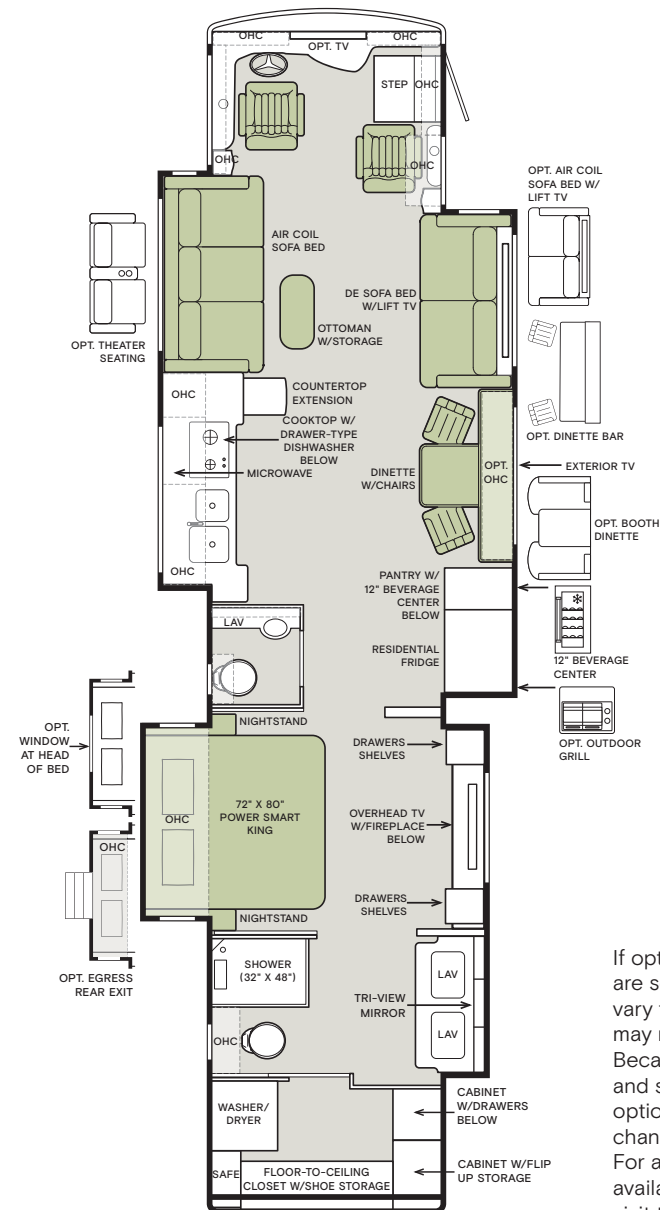 OHC
OPT. TV
OHC
STEP
OHC
OHC
OHC
OPT. AIR COIL
SOFA BED W/
LIFT TV
AIR COIL
SOFA BED
DE SOFA BED
W/LIFT TV
OTTOMAN
W/STORAGE
OPT. THEATER
SEATING
OHC
COUNTERTOP
EXTENSION
COOKTOP W/
DRAWER-TYPE
DISHWASHER
BELOW
MICROWAVE
OHC
DINETTE
W/CHAIRS
OPT.
OHC
OPT. DINETTE BAR
EXTERIOR TV
OPT. BOOTH
DINETTE
PANTRY W/
12" BEVERAGE
CENTER
BELOW
RESIDENTIAL
FRIDGE
12" BEVERAGE
CENTER
OPT. OUTDOOR
GRILL
LAV
NIGHTSTAND
OPT.
WINDOW
AT HEAD
OF BED
OHC
72" X 80"
POWER SMART
KING
DRAWERS
SHELVES
OVERHEAD TV
W/FIREPLACE
BELOW
DRAWERS
SHELVES
OHC
OPT. EGRESS
REAR EXIT
NIGHTSTAND
SHOWER
(32" X 48")
LAV
TRI-VIEW
MIRROR
LAV
OHC
WASHER/
DRYER
CABINET
W/DRAWERS
BELOW
SAFE
FLOOR-TO-CEILING
CLOSET W/SHOE STORAGE
CABINET W/FLIP
UP STORAGE
If opt
are s
vary
may
Beca
and s
optio
chan
For a
avail